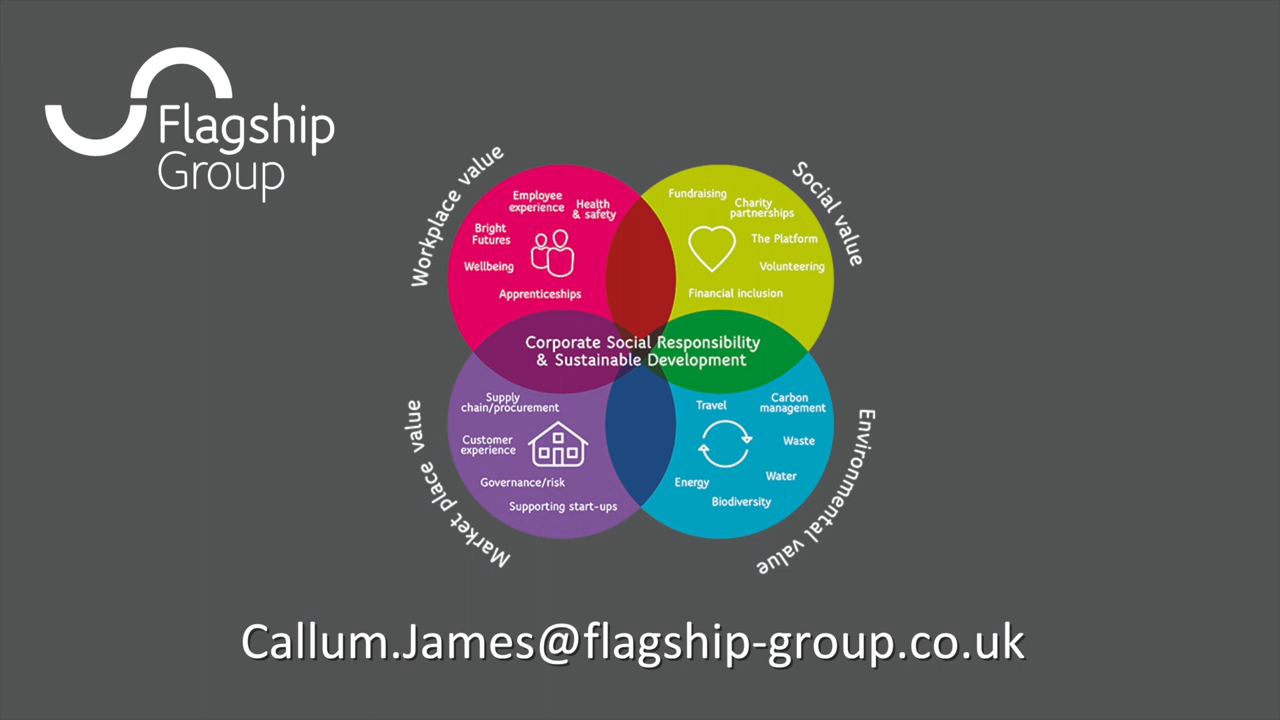 Flagship
Group
Workplace value
Employee
experience
Health
& safety
Bright
Futures
Wellbeing
Apprenticeships
Social value
Fundraising
Charity
partnerships
The Platform
Volunteering
Financial inclusion
Corporate Social Responsibility
& Sustainable Development
Market place value
Supply
chain/procurement
Customer
experience
Governance/risk
Supporting start-ups
Environmental value
Travel
Carbon
management
Waste
Water
Energy
Biodiversity
Callum.James@flagship-group.co.uk